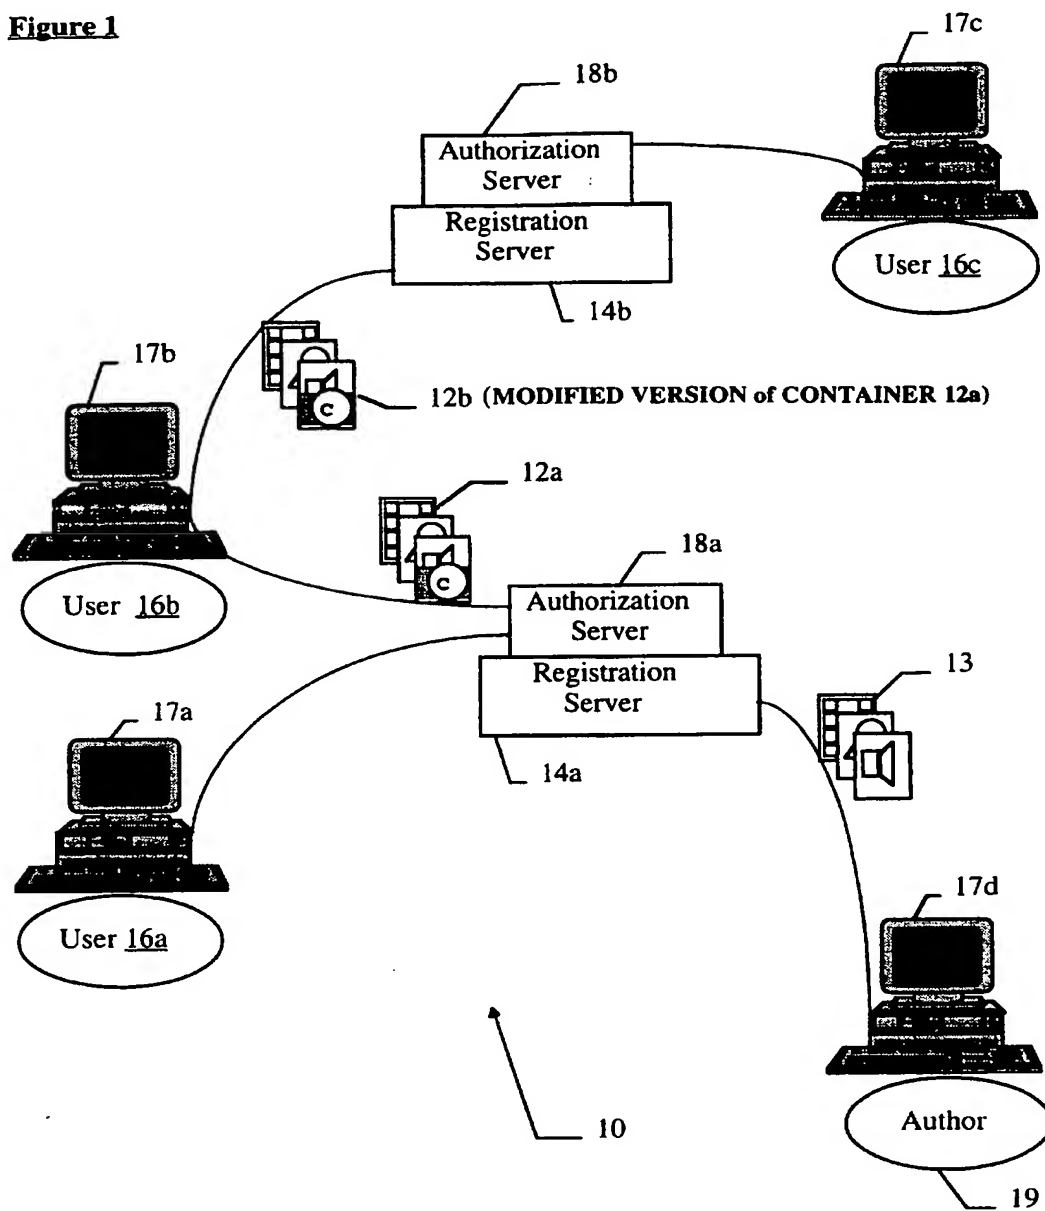 Figure 1
17c
18b
Authorization
Server
Registration
Server
User 16c
14b
17b
12b (MODIFIED VERSION of CONTAINER 12a)
C
12a
C
18a
User 16b
Authorization
Server
Registration
Server
13
17a
14a
17d
User 16a
10
Author
19